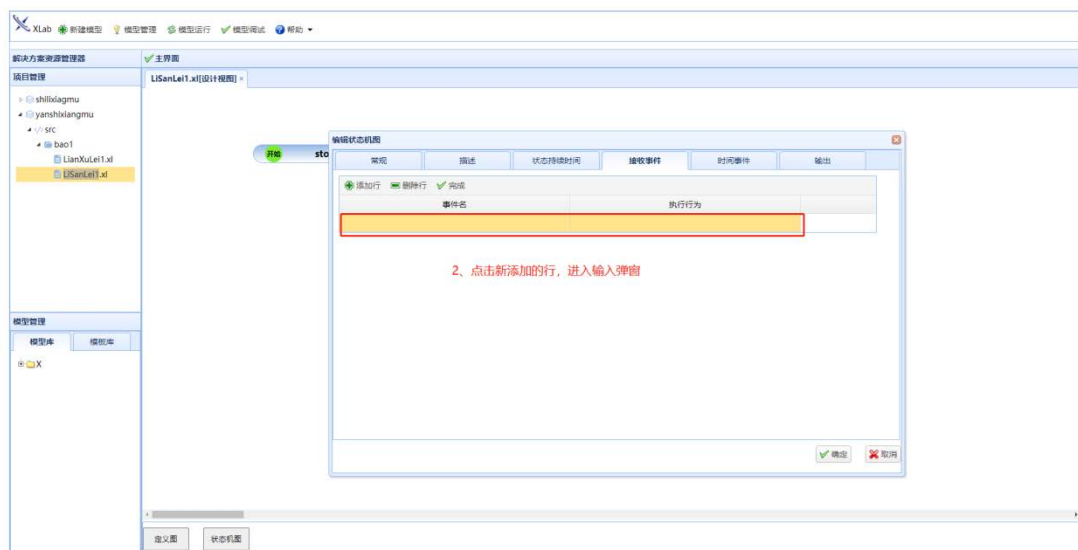 XLab 新建模型 模型管理 模型运行 模型调试 帮助
解决方案资源管理器 主界面
项目管理 LiSanLei1.xl[设计视图] ×
shilixiagmu
yanshixiangmu
src
bao1
LianXuLei1.xl
LiSanLei1.xl
开始 sto
编辑状态机图
常规 描述 状态持续时间 接收事件 时间事件 输出
添加行 删除行 完成
事件名 执行行为
2、点击新添加的行，进入输入弹窗
模型管理
模型库 模板库
X
确定 取消
定义图 状态机图